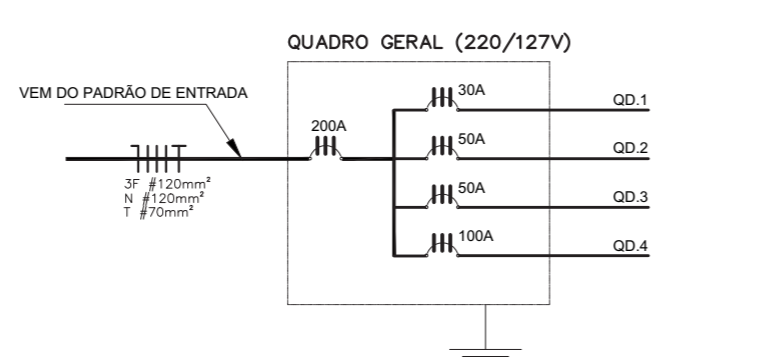 QUADRO GERAL (220/127V)
VEM DO PADRÃO DE ENTRADA
200A
3F #120mm²
N #120mm²
T #70mm²
30A
QD.1
50A
QD.2
50A
QD.3
100A
QD.4